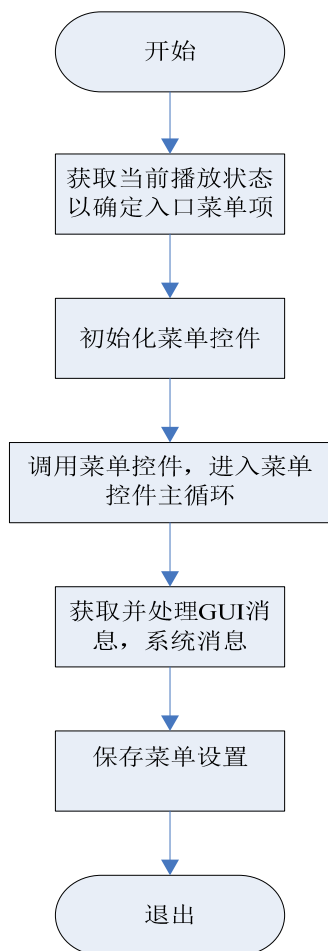 开始
获取当前播放状态
以确定入口菜单项
初始化菜单控件
调用菜单控件，进入菜单
控件主循环
获取并处理GUI消
息，系统消息
保存菜单设置
退出